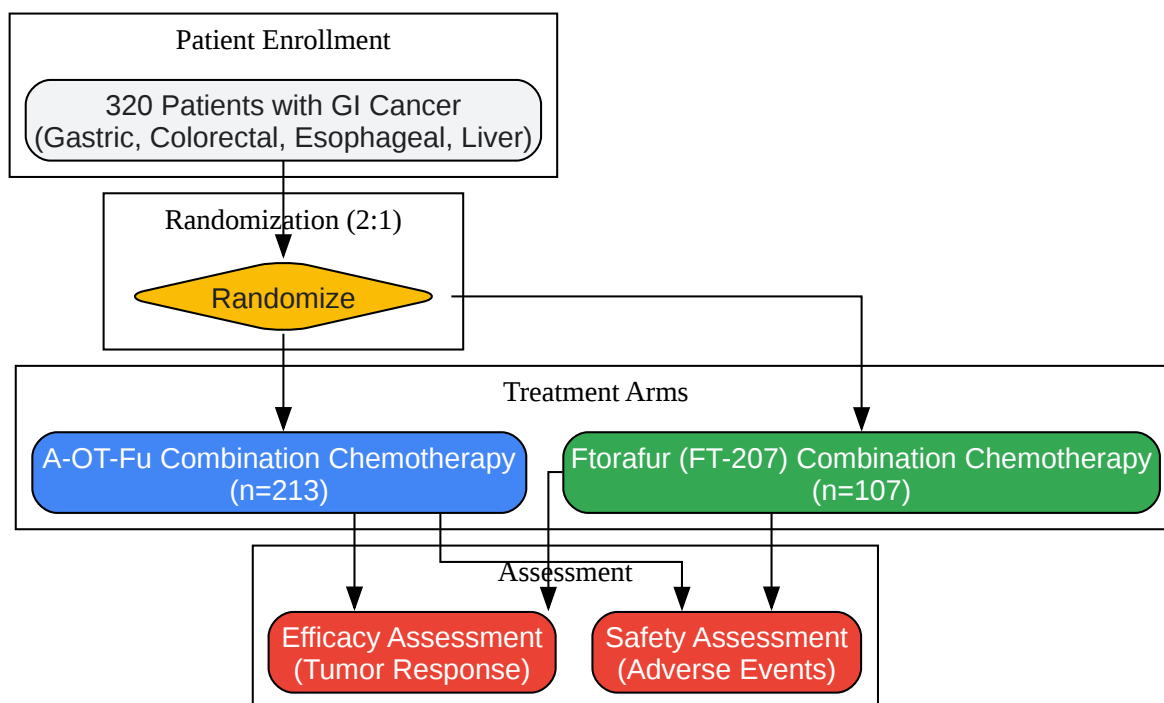 Patient Enrollment
320 Patients with GI Cancer
(Gastric, Colorectal, Esophageal, Liver)
Randomization (2:1)
Randomize
Treatment Arms
A-OT-Fu Combination Chemotherapy
(n=213)
Ftorafur (FT-207) Combination Chemotherapy
(n=107)
Assessment
Efficacy Assessment
(Tumor Response)
Safety Assessment
(Adverse Events)